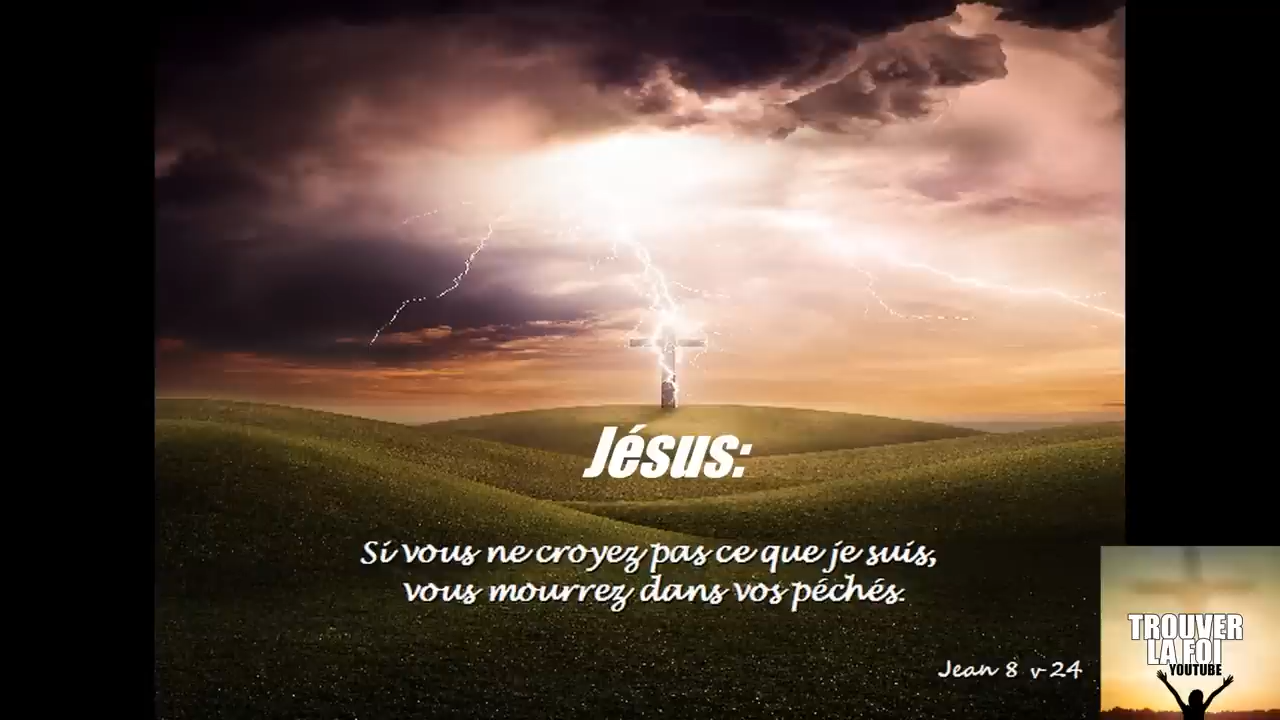 Jésus:
Si vous ne croyez pas ce que je suis,
vous mourrez dans vos péchés.
Jean 8 v 24
TROUVER
LA FOI
YOUTUBE